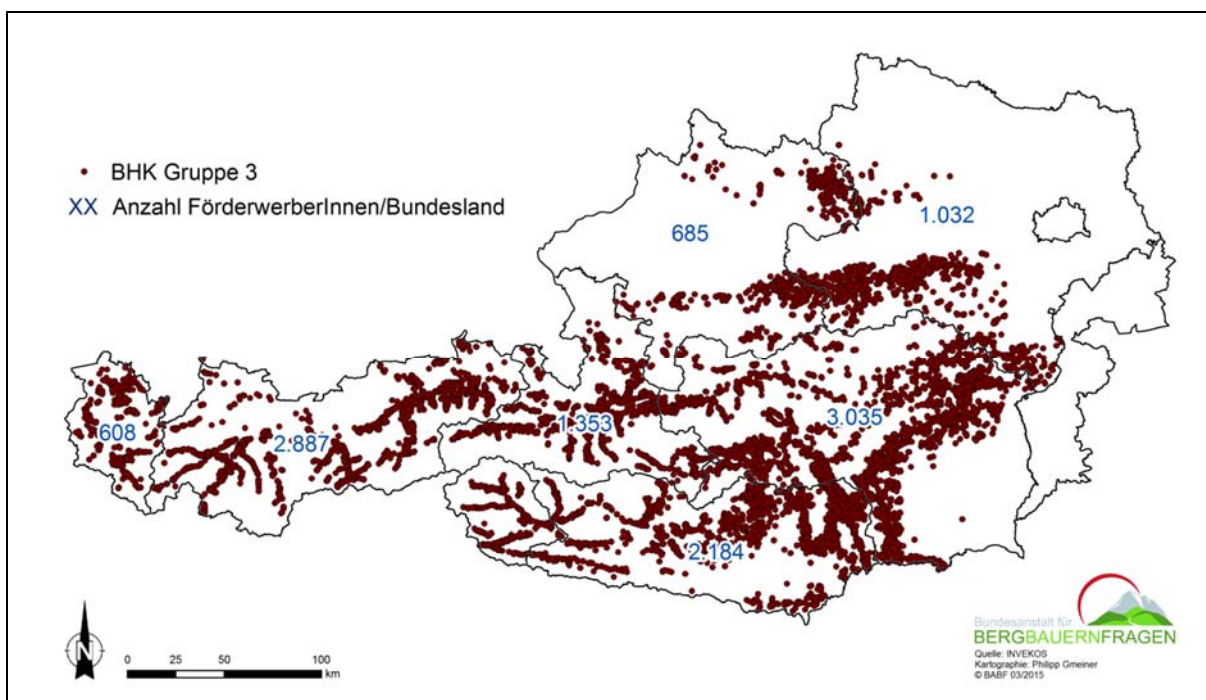 BHK Gruppe 3
XX Anzahl FörderwerberInnen/Bundesland
685
1.032
608
2.887
1.353
3.035
2.184
N
0 25 50 100
km
Bundesanstalt für
BERGBAUERNFRAGEN
Quelle: INVEKOS
Kartographie: Philipp Gmeiner
© BABF 03/2015